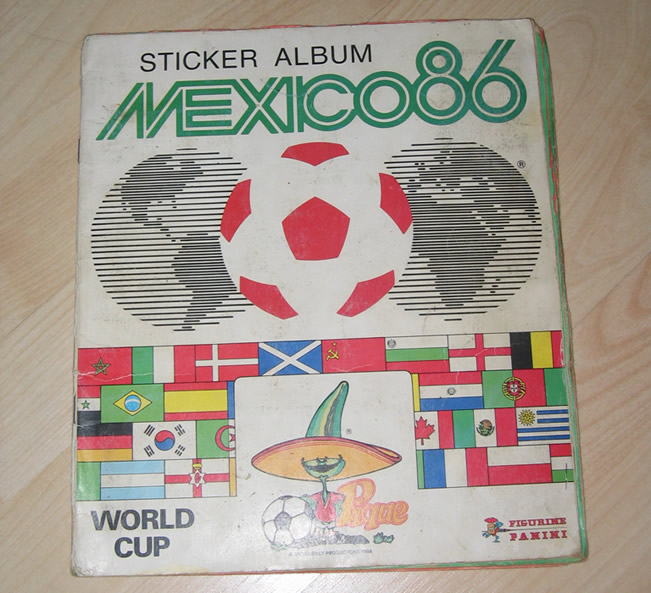 STICKER ALBUM
MEXICO86
®
®
Pique
WORLD
CUP
FIGURINE
PANINI